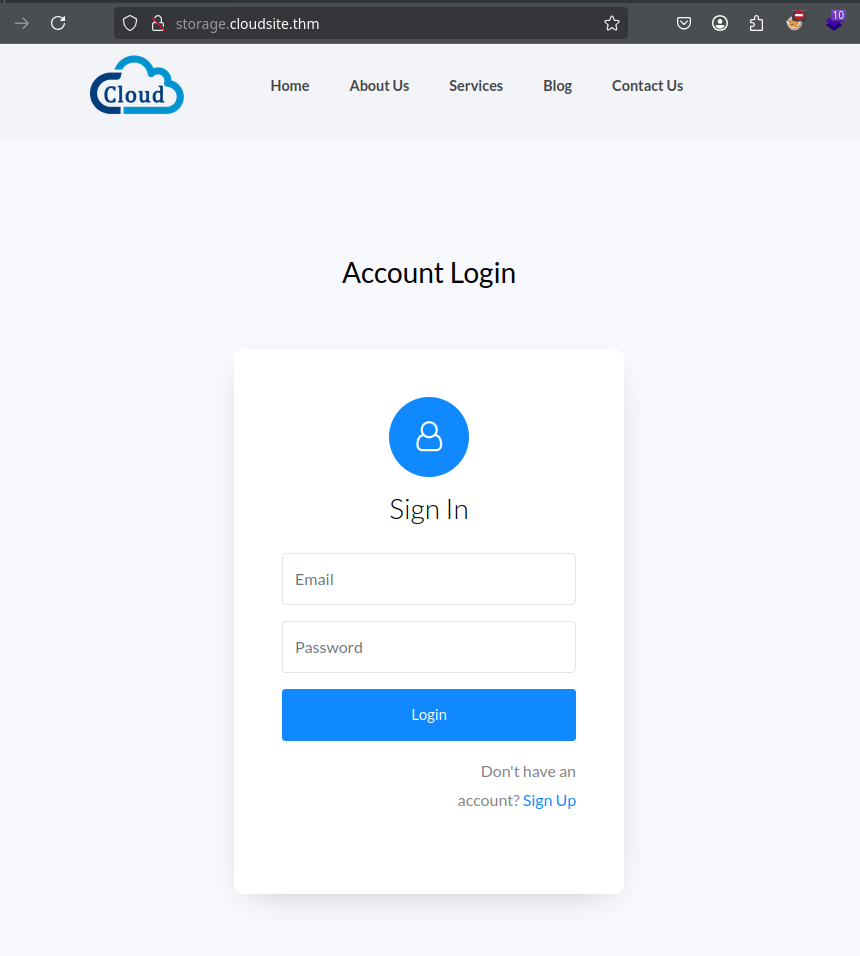 storage.cloudsite.thm
10
Cloud
Home About Us Services Blog Contact Us
Account Login
Sign In
Email
Password
Login
Don't have an
account? Sign Up